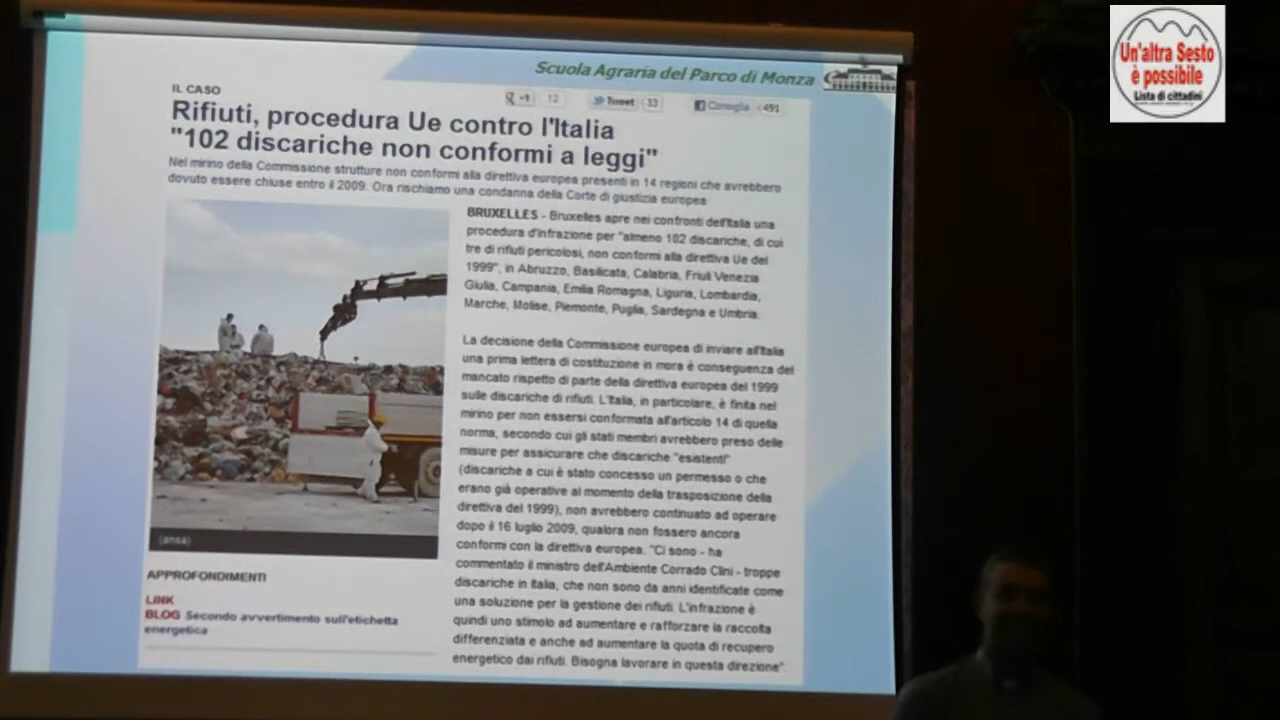 Scuola Agraria del Parco di Monza
Un'altra Sesto
è possibile
Lista di cittadini
IL CASO
+1 12 Tweet 33 Consiglia 491
Rifiuti, procedura Ue contro l'Italia
"102 discariche non conformi a leggi"
Nel mirino della Commissione strutture non conformi alla direttiva europea presenti in 14 regioni che avrebbero
dovuto essere chiuse entro il 2009. Ora rischiamo una condanna della Corte di giustizia europea
BRUXELLES - Bruxelles apre nei confronti dell'Italia una
procedura d'infrazione per "almeno 102 discariche, di cui
tre di rifiuti pericolosi, non conformi alla direttiva Ue del
1999", in Abruzzo, Basilicata, Calabria, Friuli Venezia
Giulia, Campania, Emilia Romagna, Liguria, Lombardia,
Marche, Molise, Piemonte, Puglia, Sardegna e Umbria.
La decisione della Commissione europea di inviare all'Italia
una prima lettera di costituzione in mora è conseguenza del
mancato rispetto di parte della direttiva europea del 1999
sulle discariche di rifiuti. L'Italia, in particolare, è finita nel
mirino per non essersi conformata all'articolo 14 di quella
norma, secondo cui gli stati membri avrebbero preso delle
misure per assicurare che discariche "esistenti"
(discariche a cui è stato concesso un permesso o che
erano già operative al momento della trasposizione della
direttiva del 1999), non avrebbero continuato ad operare
dopo il 16 luglio 2009, qualora non fossero ancora
conformi con la direttiva europea. "Ci sono - ha
commentato il ministro dell'Ambiente Corrado Clini - troppe
discariche in Italia, che non sono da anni identificate come
una soluzione per la gestione dei rifiuti. L'infrazione è
quindi uno stimolo ad aumentare e rafforzare la raccolta
differenziata e anche ad aumentare la quota di recupero
energetico dai rifiuti. Bisogna lavorare in questa direzione".
(ansa)
APPROFONDIMENTI
LINK
BLOG Secondo avvertimento sull'etichetta
energetica